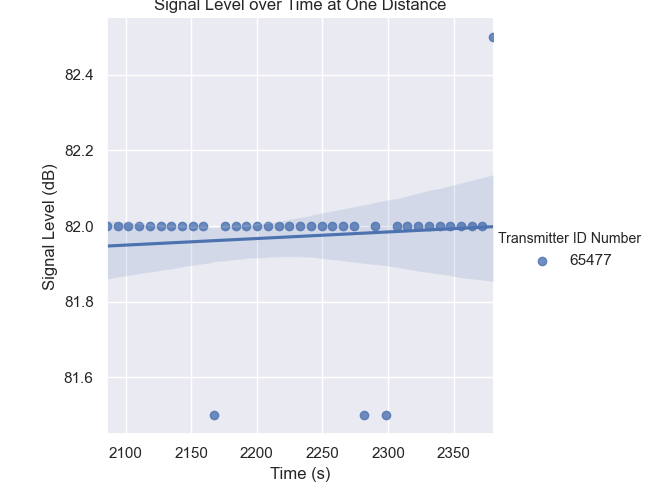 Signal Level over Time at One Distance
82.4
82.2
82.0
81.8
81.6
Signal Level (dB)
2100 2150 2200 2250 2300 2350
Time (s)
Transmitter ID Number
65477